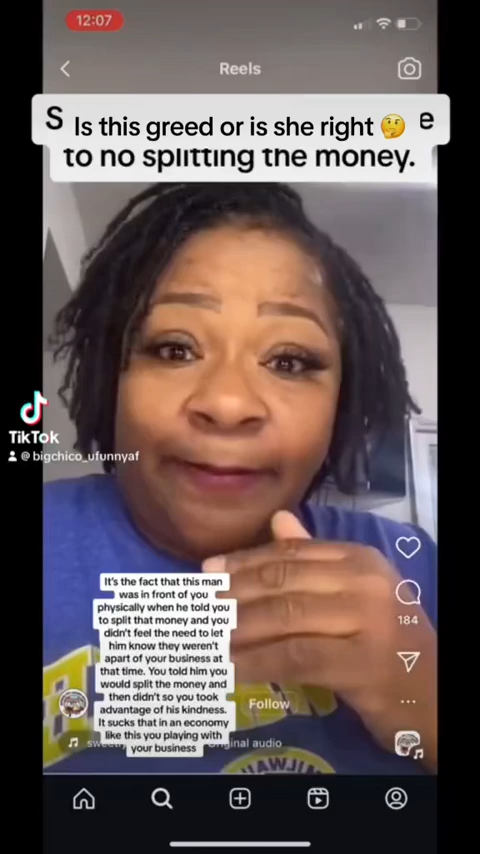 12:07
Reels
S e
Is this greed or is she right 🤔
to no splitting the money.
TikTok
@bigchico_ufunnyaf
It's the fact that this man
was in front of you
physically when he told you
to split that money and you
didn't feel the need to let
him know they weren't
apart of your business at
that time. You told him you
would split the money and
then didn't so you took
advantage of his kindness.
It sucks that in an economy
like this you playing with
your business
Follow
inal audio
184